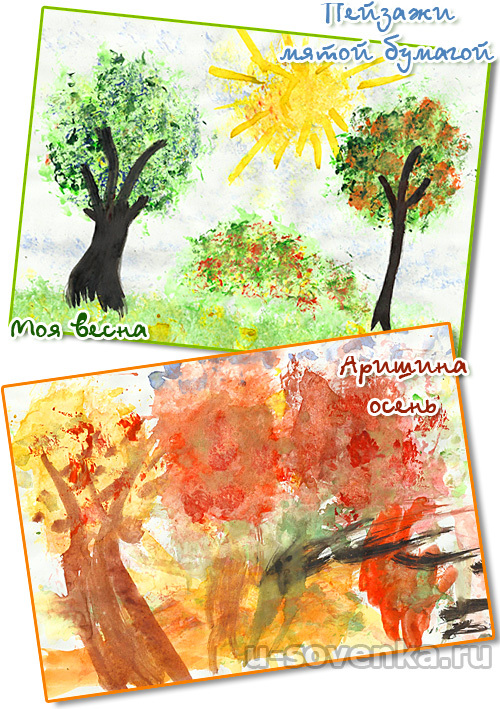 Пейзажи
мятой бумагой
Моя весна
Аришина
осень
u-sovenka.ru